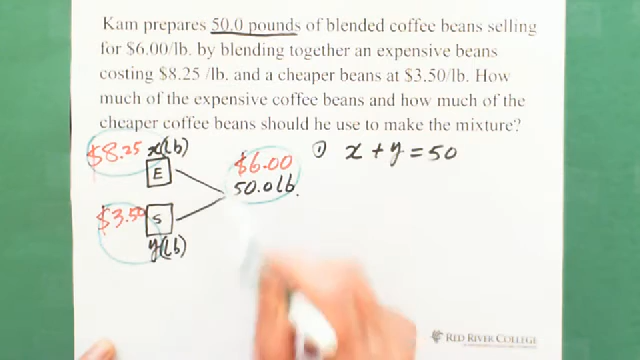 Kam prepares 50.0 pounds of blended coffee beans selling
for $6.00/lb. by blending together an expensive beans
costing $8.25 /lb. and a cheaper beans at $3.50/lb. How
much of the expensive coffee beans and how much of the
cheaper coffee beans should he use to make the mixture?
$8.25 x(lb)
E
$6.00
50.0 lb.
① x + y = 50
$3.50 S
y(lb)
RED RIVER COLLEGE